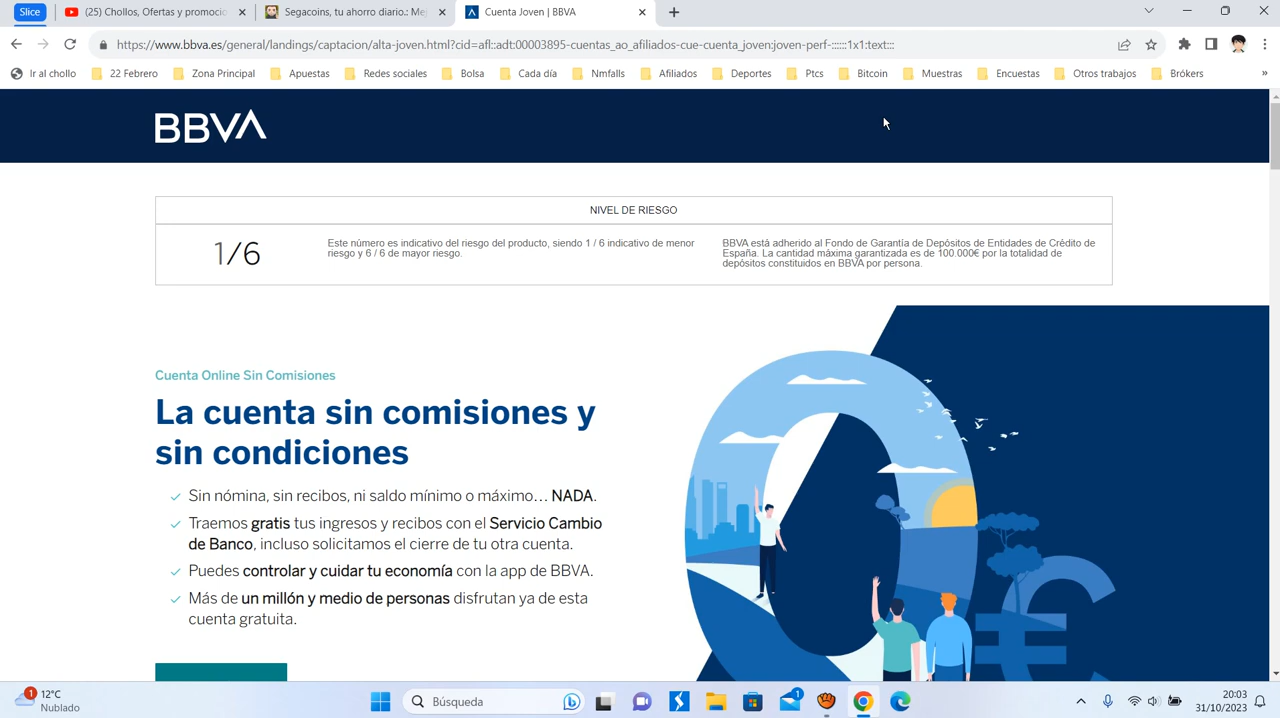 Slice
(25) Chollos, Ofertas y promocio
Segacoins, tu ahorro diario.: Mej
Cuenta Joven | BBVA
https://www.bbva.es/general/landings/captacion/alta-joven.html?cid=afl::adt:00008895-cuentas_ao_afiliados-cue-cuenta_joven:joven-perf-::::::1x1:text:::
Ir al chollo
22 Febrero
Zona Principal
Apuestas
Redes sociales
Bolsa
Cada día
Nmfalls
Afiliados
Deportes
Ptcs
Bitcoin
Muestras
Encuestas
Otros trabajos
Brókers
»
BBVA
NIVEL DE RIESGO
1/6
Este número es indicativo del riesgo del producto, siendo 1 / 6 indicativo de menor
riesgo y 6 / 6 de mayor riesgo.
BBVA está adherido al Fondo de Garantía de Depósitos de Entidades de Crédito de
España. La cantidad máxima garantizada es de 100.000€ por la totalidad de
depósitos constituidos en BBVA por persona.
Cuenta Online Sin Comisiones
La cuenta sin comisiones y
sin condiciones
Sin nómina, sin recibos, ni saldo mínimo o máximo… NADA.
Traemos gratis tus ingresos y recibos con el Servicio Cambio
de Banco, incluso solicitamos el cierre de tu otra cuenta.
Puedes controlar y cuidar tu economía con la app de BBVA.
Más de un millón y medio de personas disfrutan ya de esta
cuenta gratuita.
0
€
1
12°C
Nublado
Búsqueda
1
20:03
31/10/2023